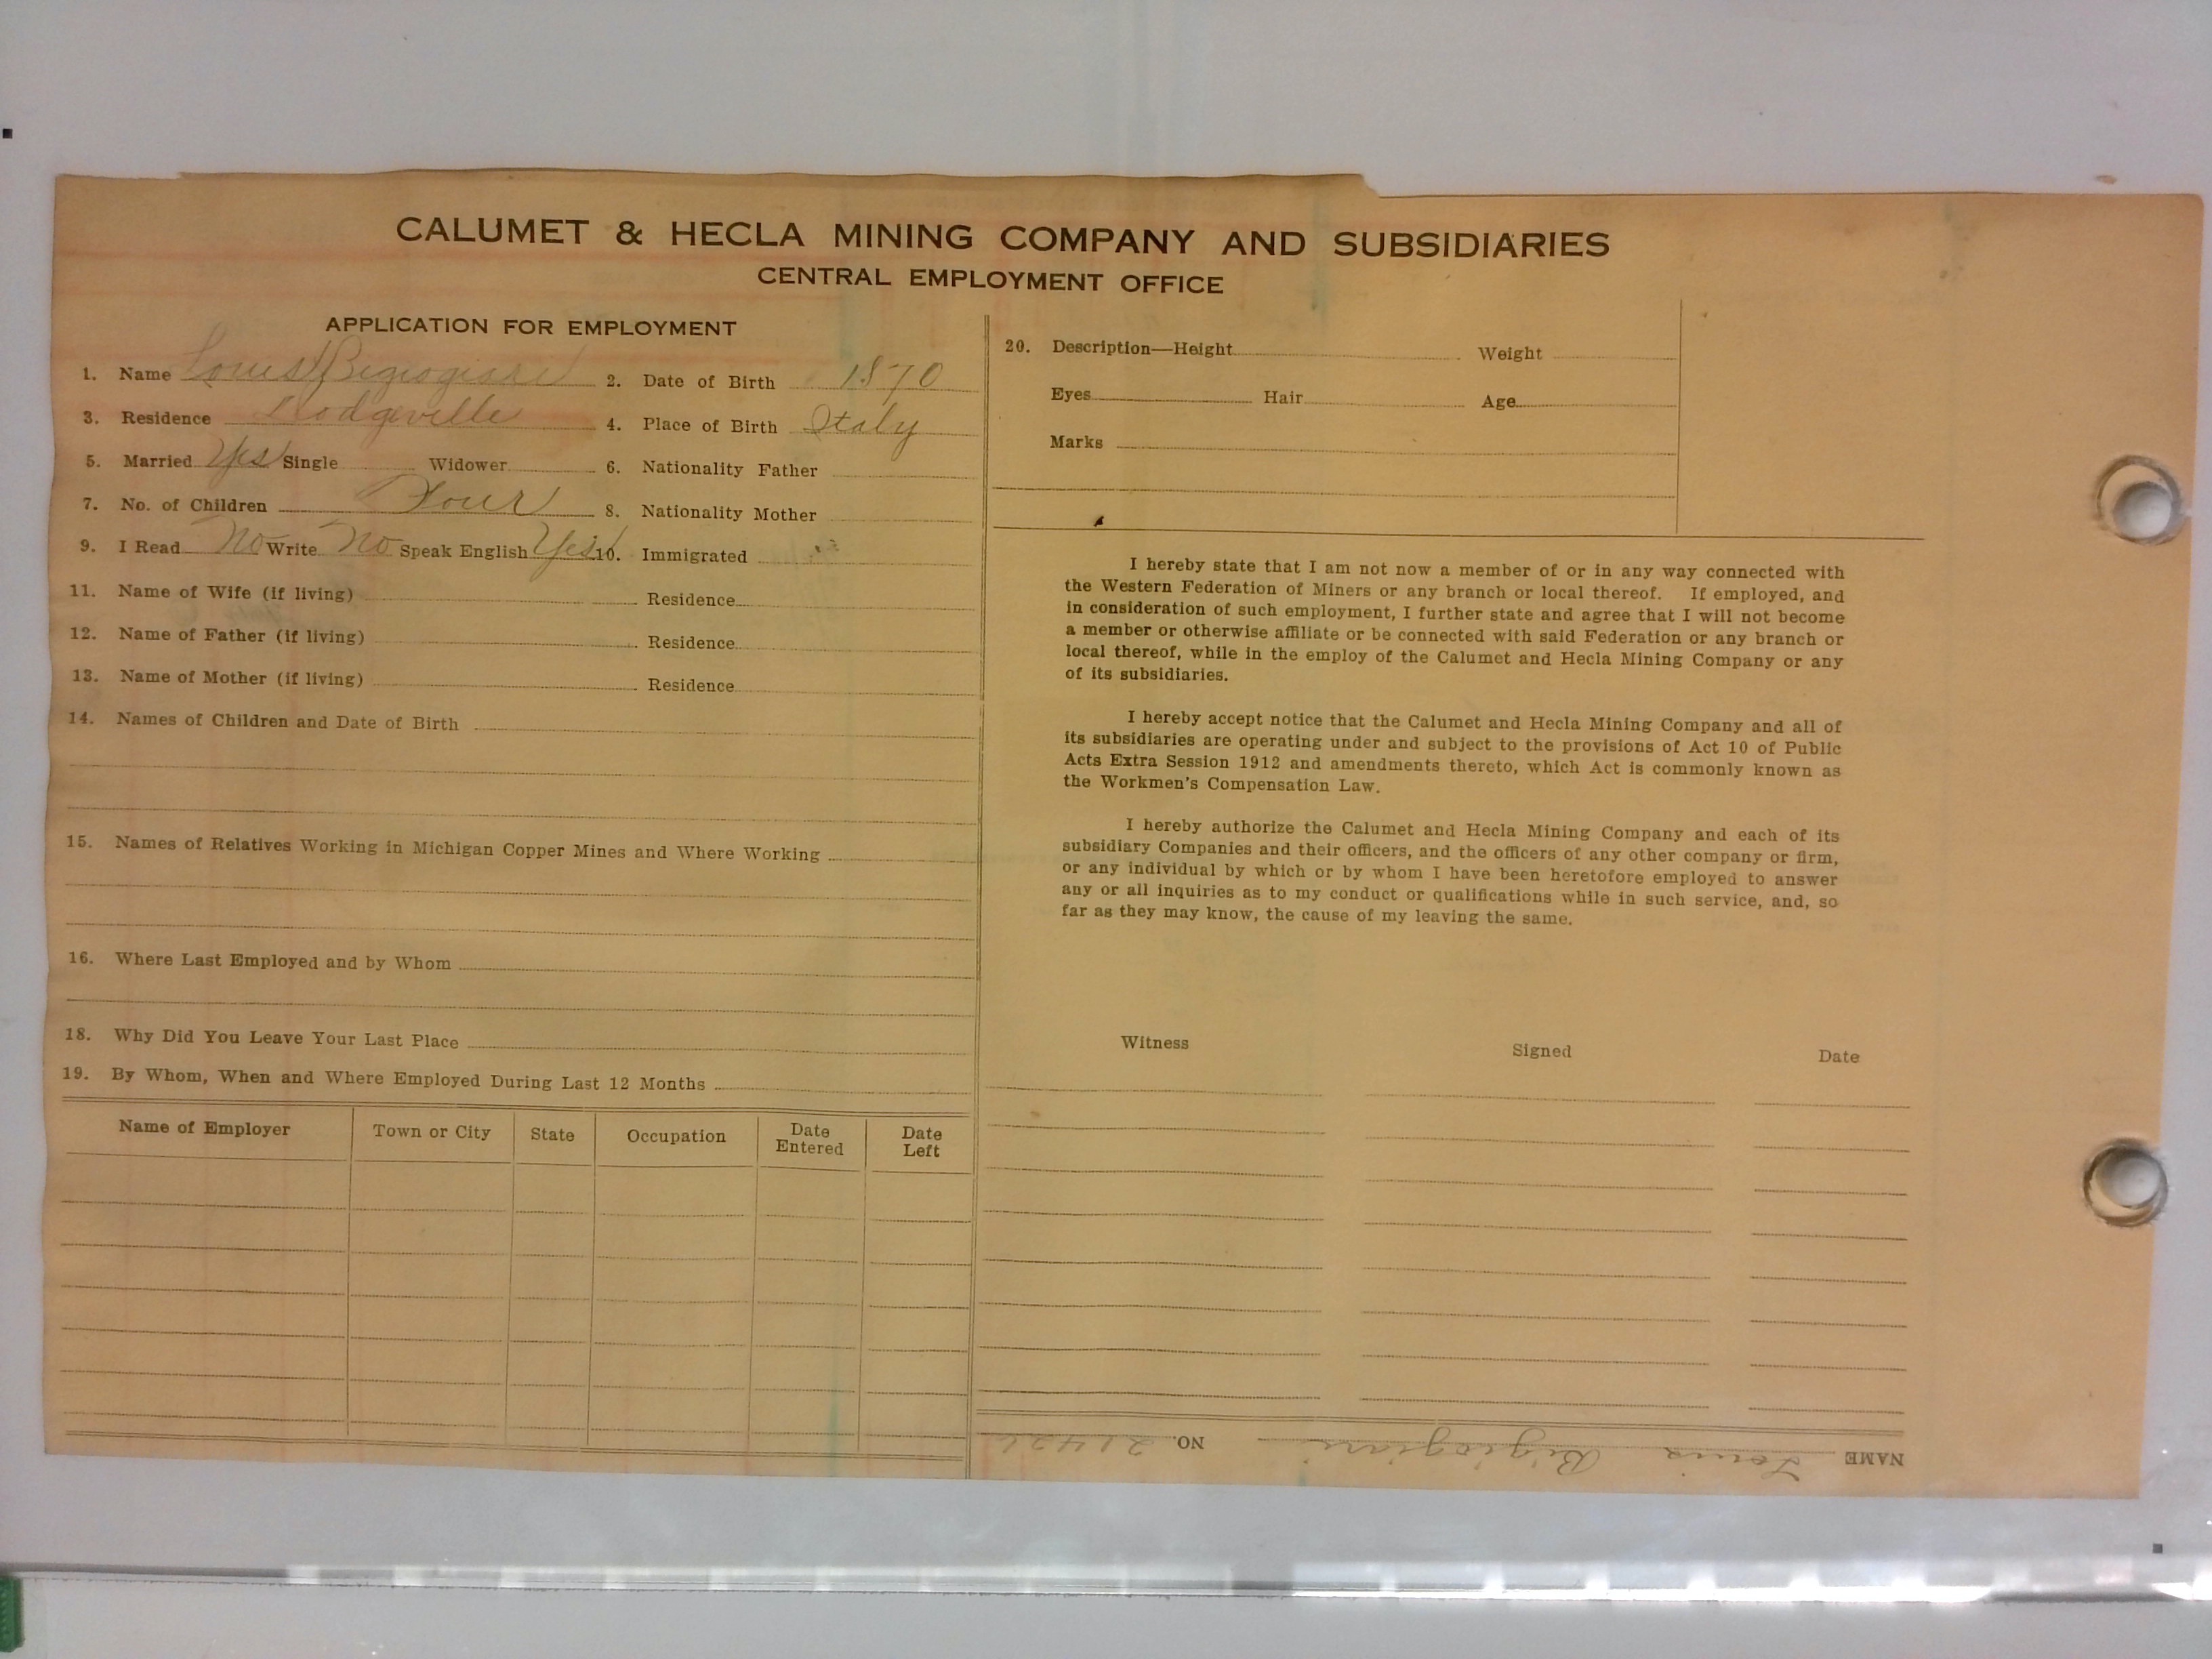 CALUMET & HECLA MINING COMPANY AND SUBSIDIARIES
CENTRAL EMPLOYMENT OFFICE
APPLICATION FOR EMPLOYMENT
1. Name Louis Bigiogiari 2. Date of Birth 1870
3. Residence Dodgeville 4. Place of Birth Italy
5. Married Yes Single Widower 6. Nationality Father
7. No. of Children Four 8. Nationality Mother
9. I Read No Write No Speak English Yes 10. Immigrated
11. Name of Wife (if living) Residence
12. Name of Father (if living) Residence
13. Name of Mother (if living) Residence
14. Names of Children and Date of Birth
15. Names of Relatives Working in Michigan Copper Mines and Where Working
16. Where Last Employed and by Whom
18. Why Did You Leave Your Last Place
19. By Whom, When and Where Employed During Last 12 Months
Name of Employer Town or City State Occupation Date Entered Date Left
20. Description—Height Weight
Eyes Hair Age
Marks
I hereby state that I am not now a member of or in any way connected with
the Western Federation of Miners or any branch or local thereof. If employed, and
in consideration of such employment, I further state and agree that I will not become
a member or otherwise affiliate or be connected with said Federation or any branch or
local thereof, while in the employ of the Calumet and Hecla Mining Company or any
of its subsidiaries.
I hereby accept notice that the Calumet and Hecla Mining Company and all of
its subsidiaries are operating under and subject to the provisions of Act 10 of Public
Acts Extra Session 1912 and amendments thereto, which Act is commonly known as
the Workmen's Compensation Law.
I hereby authorize the Calumet and Hecla Mining Company and each of its
subsidiary Companies and their officers, and the officers of any other company or firm,
or any individual by which or by whom I have been heretofore employed to answer
any or all inquiries as to my conduct or qualifications while in such service, and, so
far as they may know, the cause of my leaving the same.
Witness Signed Date
NAME Louis Bigiogiari NO.